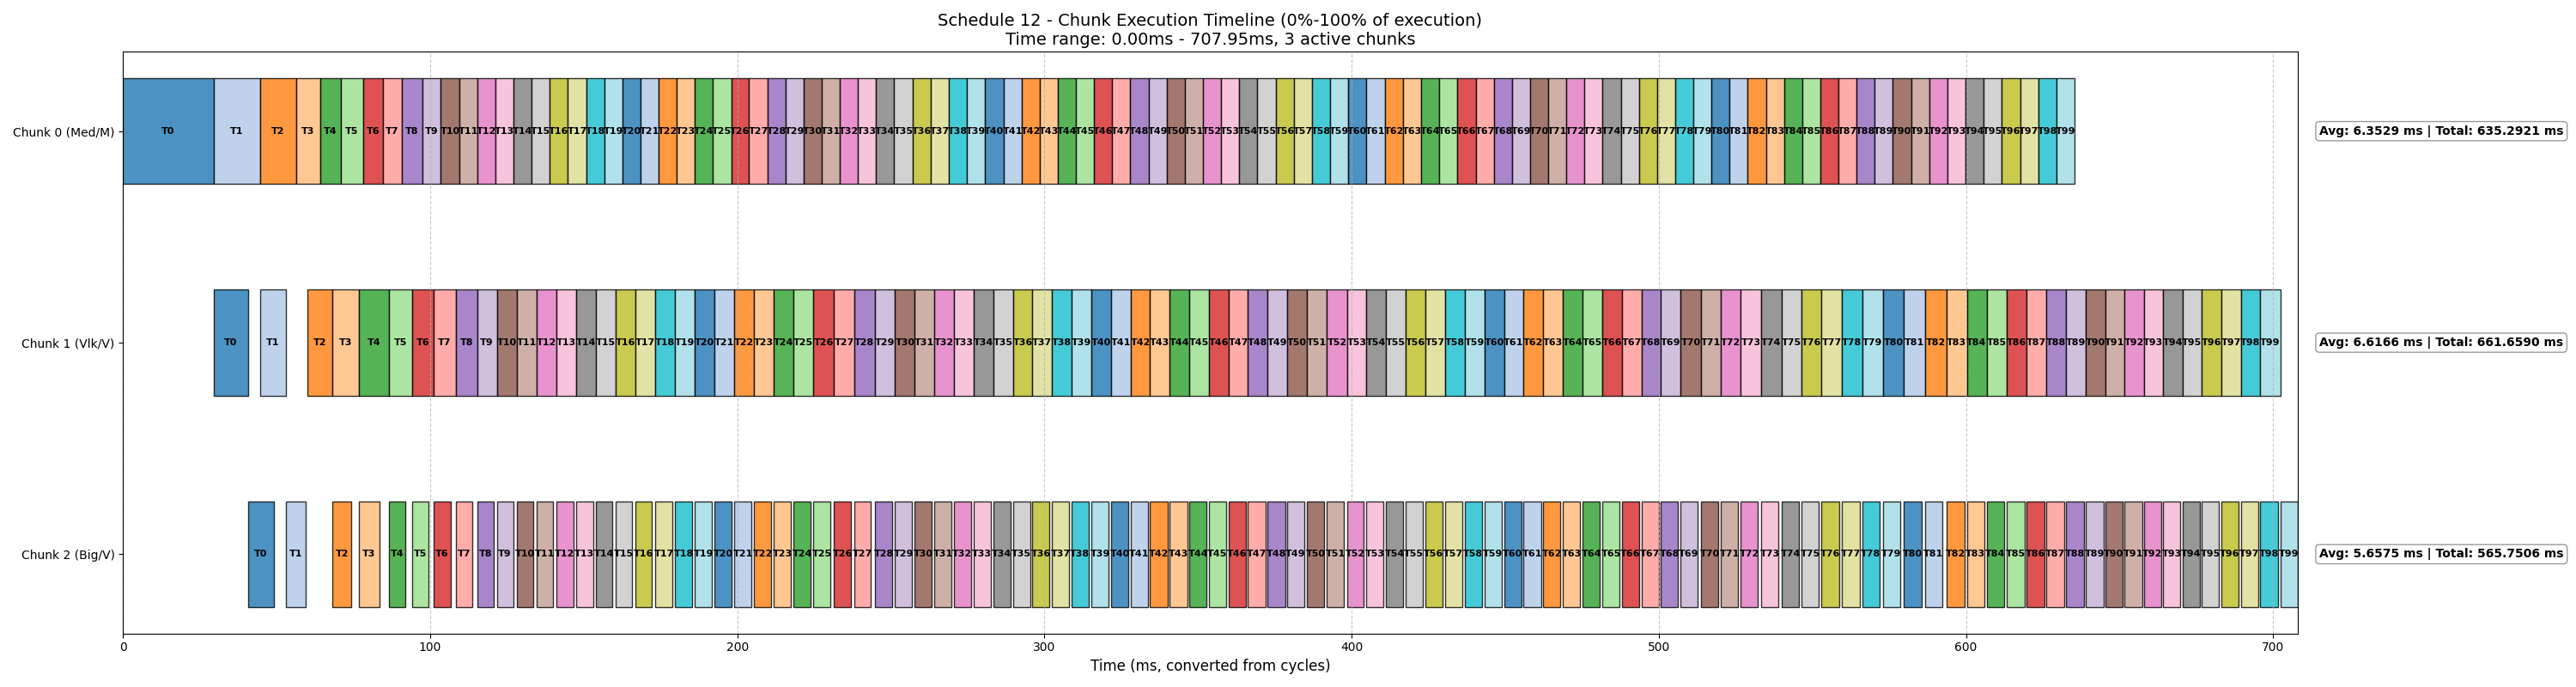 Schedule 12 - Chunk Execution Timeline (0%-100% of execution)
Time range: 0.00ms - 707.95ms, 3 active chunks
Chunk 0 (Med/M)
T0 T1 T2 T3 T4 T5 T6 T7 T8 T9 T10 T11 T12 T13 T14 T15 T16 T17 T18 T19 T20 T21 T22 T23 T24 T25 T26 T27 T28 T29 T30 T31 T32 T33 T34 T35 T36 T37 T38 T39 T40 T41 T42 T43 T44 T45 T46 T47 T48 T49 T50 T51 T52 T53 T54 T55 T56 T57 T58 T59 T60 T61 T62 T63 T64 T65 T66 T67 T68 T69 T70 T71 T72 T73 T74 T75 T76 T77 T78 T79 T80 T81 T82 T83 T84 T85 T86 T87 T88 T89 T90 T91 T92 T93 T94 T95 T96 T97 T98 T99
Avg: 6.3529 ms | Total: 635.2921 ms
Chunk 1 (Vlk/V)
T0 T1 T2 T3 T4 T5 T6 T7 T8 T9 T10 T11 T12 T13 T14 T15 T16 T17 T18 T19 T20 T21 T22 T23 T24 T25 T26 T27 T28 T29 T30 T31 T32 T33 T34 T35 T36 T37 T38 T39 T40 T41 T42 T43 T44 T45 T46 T47 T48 T49 T50 T51 T52 T53 T54 T55 T56 T57 T58 T59 T60 T61 T62 T63 T64 T65 T66 T67 T68 T69 T70 T71 T72 T73 T74 T75 T76 T77 T78 T79 T80 T81 T82 T83 T84 T85 T86 T87 T88 T89 T90 T91 T92 T93 T94 T95 T96 T97 T98 T99
Avg: 6.6166 ms | Total: 661.6590 ms
Chunk 2 (Big/V)
T0 T1 T2 T3 T4 T5 T6 T7 T8 T9 T10 T11 T12 T13 T14 T15 T16 T17 T18 T19 T20 T21 T22 T23 T24 T25 T26 T27 T28 T29 T30 T31 T32 T33 T34 T35 T36 T37 T38 T39 T40 T41 T42 T43 T44 T45 T46 T47 T48 T49 T50 T51 T52 T53 T54 T55 T56 T57 T58 T59 T60 T61 T62 T63 T64 T65 T66 T67 T68 T69 T70 T71 T72 T73 T74 T75 T76 T77 T78 T79 T80 T81 T82 T83 T84 T85 T86 T87 T88 T89 T90 T91 T92 T93 T94 T95 T96 T97 T98 T99
Avg: 5.6575 ms | Total: 565.7506 ms
0 100 200 300 400 500 600 700
Time (ms, converted from cycles)